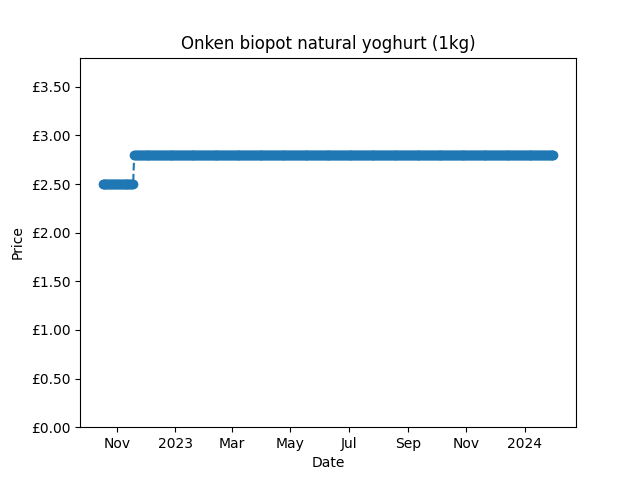 Onken biopot natural yoghurt (1kg)
£3.50
£3.00
£2.50
£2.00
£1.50
£1.00
£0.50
£0.00
Price
Nov 2023 Mar May Jul Sep Nov 2024
Date